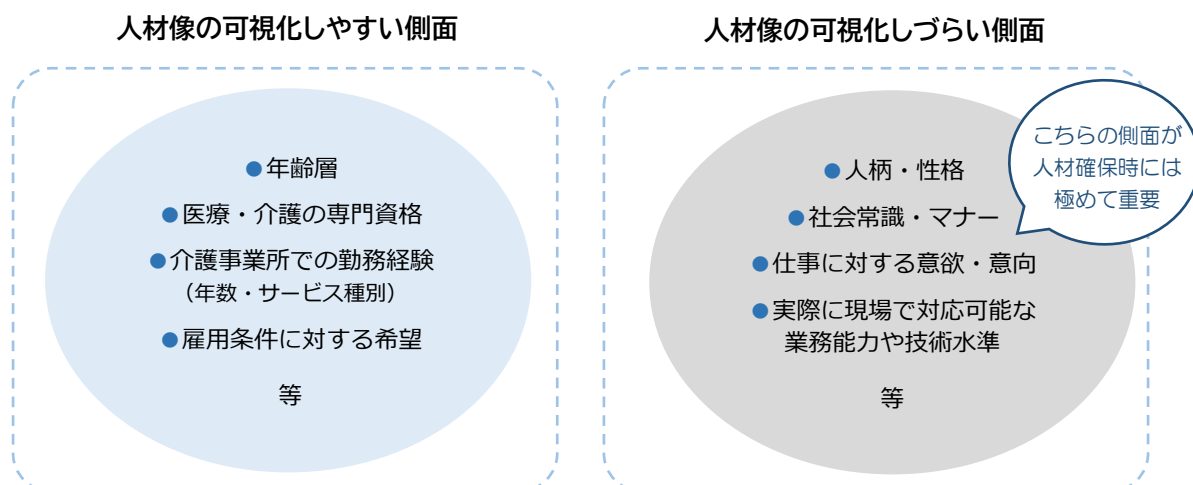 人材像の可視化しやすい側面
●年齢層
●医療・介護の専門資格
●介護事業所での勤務経験
（年数・サービス種別）
●雇用条件に対する希望
等
人材像の可視化しづらい側面
こちらの側面が
人材確保時には
極めて重要
●人柄・性格
●社会常識・マナー
●仕事に対する意欲・意向
●実際に現場で対応可能な
業務能力や技術水準
等